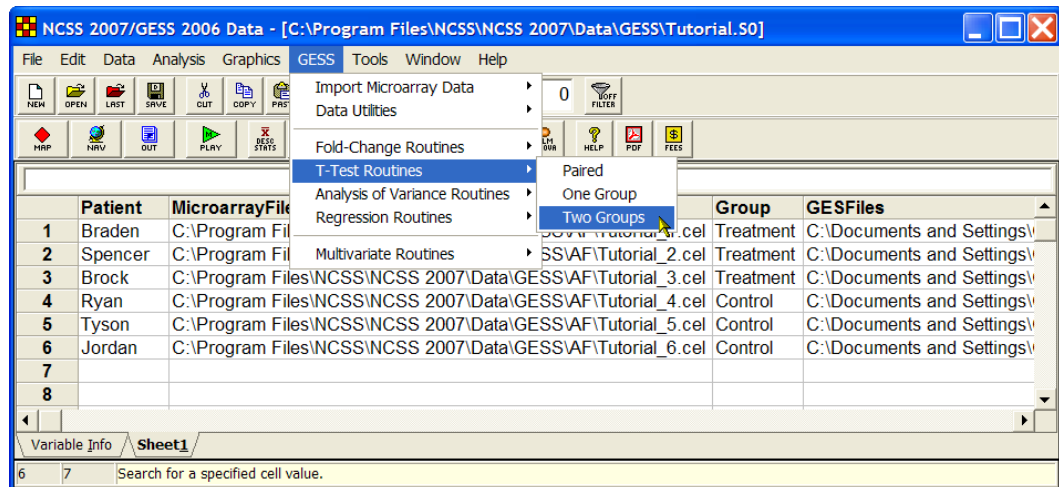 NCSS 2007/GESS 2006 Data - [C:\Program Files\NCSS\NCSS 2007\Data\GESS\Tutorial.S0]
File Edit Data Analysis Graphics GESS Tools Window Help
NEW OPEN LAST SAVE CUT COPY PAST 0 OFF FILTER
MAP NAV OUT PLAY DESC STATS HELP PDF FEES
Import Microarray Data
Data Utilities
Fold-Change Routines
T-Test Routines
Analysis of Variance Routines
Regression Routines
Multivariate Routines
Paired
One Group
Two Groups
Patient MicroarrayFile Group GESFiles
1 Braden C:\Program Fil .cel Treatment C:\Documents and Settings\
2 Spencer C:\Program Fil SS\AF\Tutorial_2.cel Treatment C:\Documents and Settings\
3 Brock C:\Program Files\NCSS\NCSS 2007\Data\GESS\AF\Tutorial_3.cel Treatment C:\Documents and Settings\
4 Ryan C:\Program Files\NCSS\NCSS 2007\Data\GESS\AF\Tutorial_4.cel Control C:\Documents and Settings\
5 Tyson C:\Program Files\NCSS\NCSS 2007\Data\GESS\AF\Tutorial_5.cel Control C:\Documents and Settings\
6 Jordan C:\Program Files\NCSS\NCSS 2007\Data\GESS\AF\Tutorial_6.cel Control C:\Documents and Settings\
7
8
Variable Info Sheet1
6 7 Search for a specified cell value.